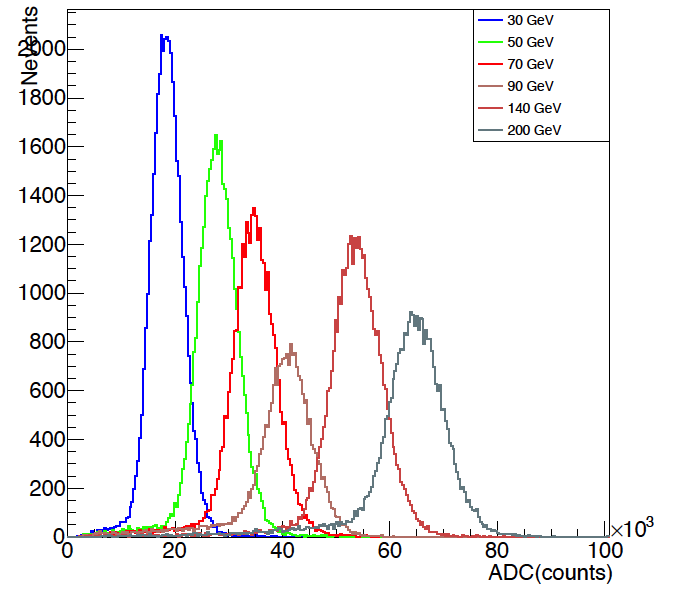 Nevents
30 GeV
50 GeV
70 GeV
90 GeV
140 GeV
200 GeV
2000
1800
1600
1400
1200
1000
800
600
400
200
0
0 20 40 60 80 100 ×10³
ADC(counts)